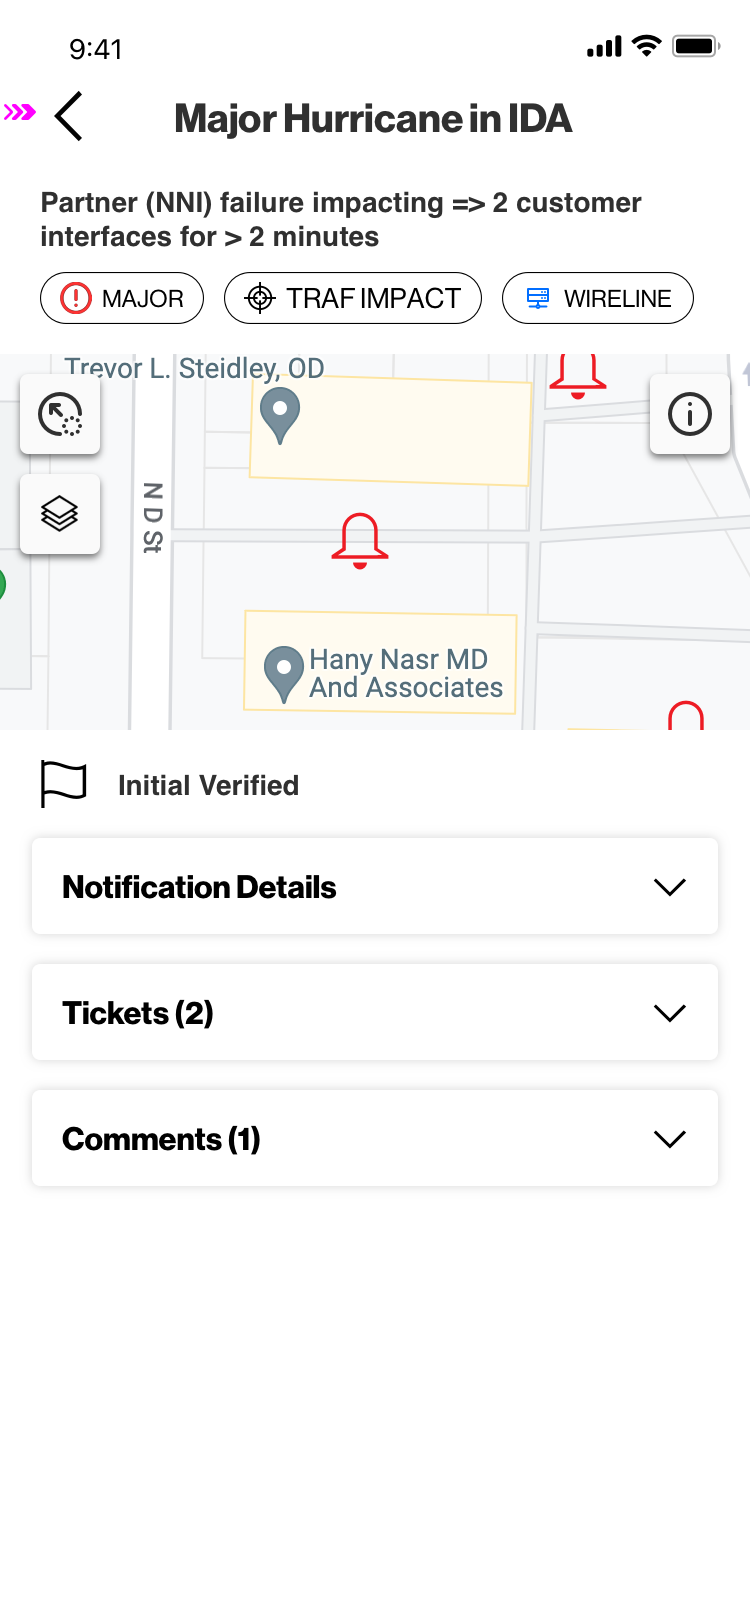 9:41
Major Hurricane in IDA
Partner (NNI) failure impacting => 2 customer
interfaces for > 2 minutes
MAJOR
TRAF IMPACT
WIRELINE
Trevor L. Steidley, OD
N D St
Hany Nasr MD
And Associates
Initial Verified
Notification Details
Tickets (2)
Comments (1)